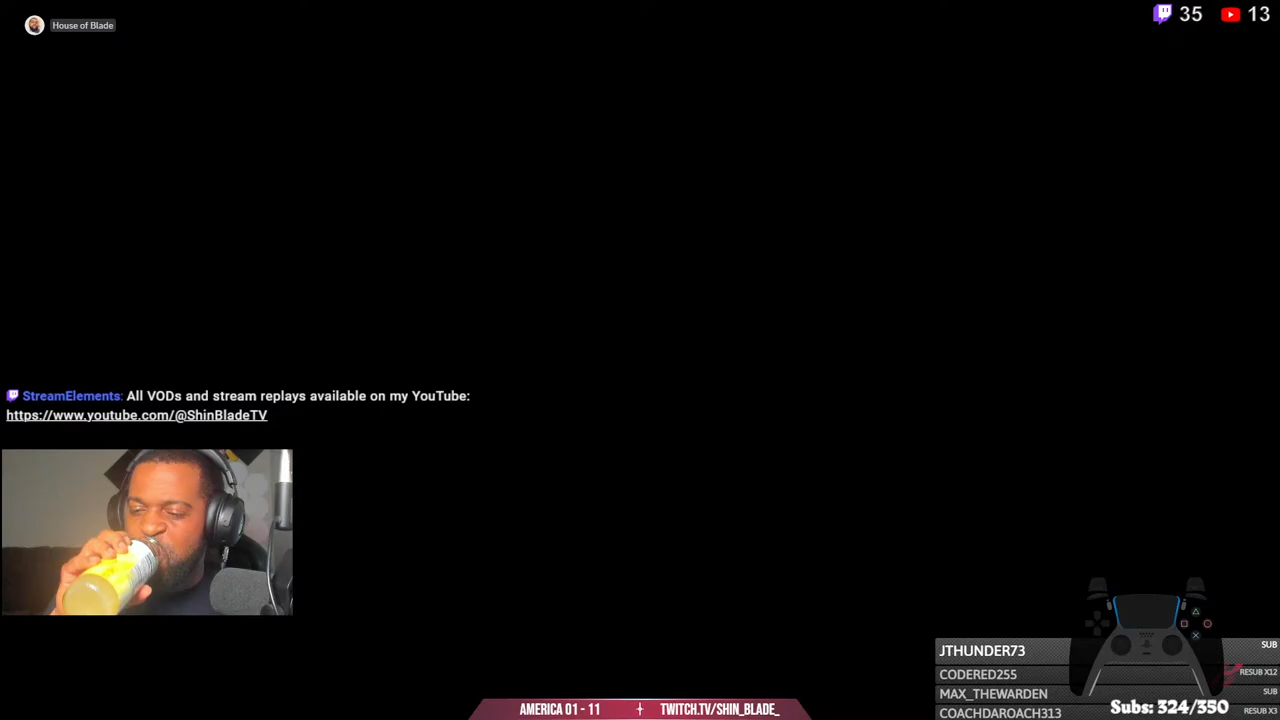 House of Blade
35
13
StreamElements: All VODs and stream replays available on my YouTube:
https://www.youtube.com/@ShinBladeTV
JTHUNDER73 SUB
CODERED255 RESUB X12
MAX_THEWARDEN SUB
COACHDAROACH313 RESUB X3
Subs: 324/350
AMERICA 01 - 11
TWITCH.TV/SHIN_BLADE_